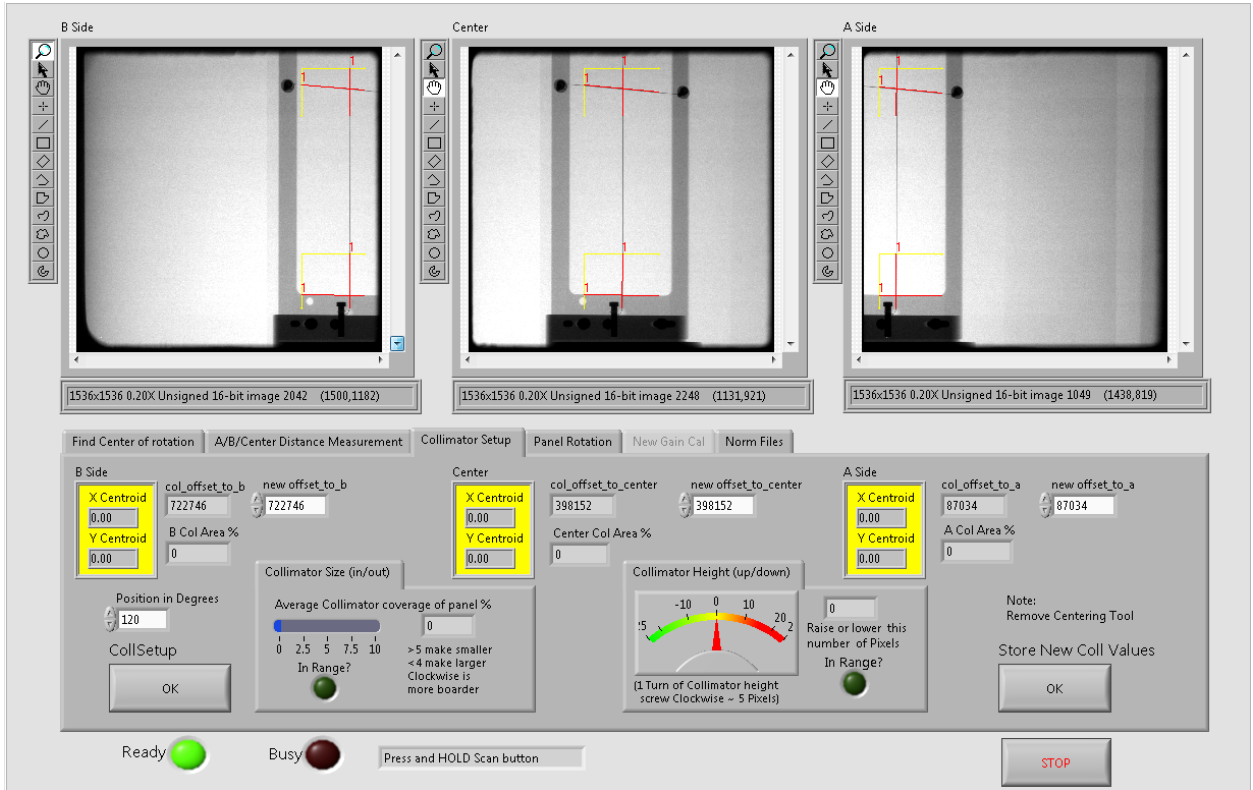 B Side
Center
A Side
1
1
1
1
1
1
1
1
1
1
1
1
1536x1536 0.20X Unsigned 16-bit image 2042 (1500,1182)
1536x1536 0.20X Unsigned 16-bit image 2248 (1131,921)
1536x1536 0.20X Unsigned 16-bit image 1049 (1438,819)
Find Center of rotation
A/B/Center Distance Measurement
Collimator Setup
Panel Rotation
New Gain Cal
Norm Files
B Side
X Centroid
0.00
Y Centroid
0.00
col_offset_to_b
722746
new offset_to_b
722746
B Col Area %
0
Center
X Centroid
0.00
Y Centroid
0.00
col_offset_to_center
398152
new offset_to_center
398152
Center Col Area %
0
A Side
X Centroid
0.00
Y Centroid
0.00
col_offset_to_a
87034
new offset_to_a
87034
A Col Area %
0
Position in Degrees
120
CollSetup
OK
Collimator Size (in/out)
Average Collimator coverage of panel %
0
0 2.5 5 7.5 10
In Range?
>5 make smaller
<4 make larger
Clockwise is
more boarder
Collimator Height (up/down)
-10 0 10 20
0
Raise or lower this
number of Pixels
In Range?
(1 Turn of Collimator height
screw Clockwise ~ 5 Pixels)
Note:
Remove Centering Tool
Store New Coll Values
OK
Ready
Busy
Press and HOLD Scan button
STOP